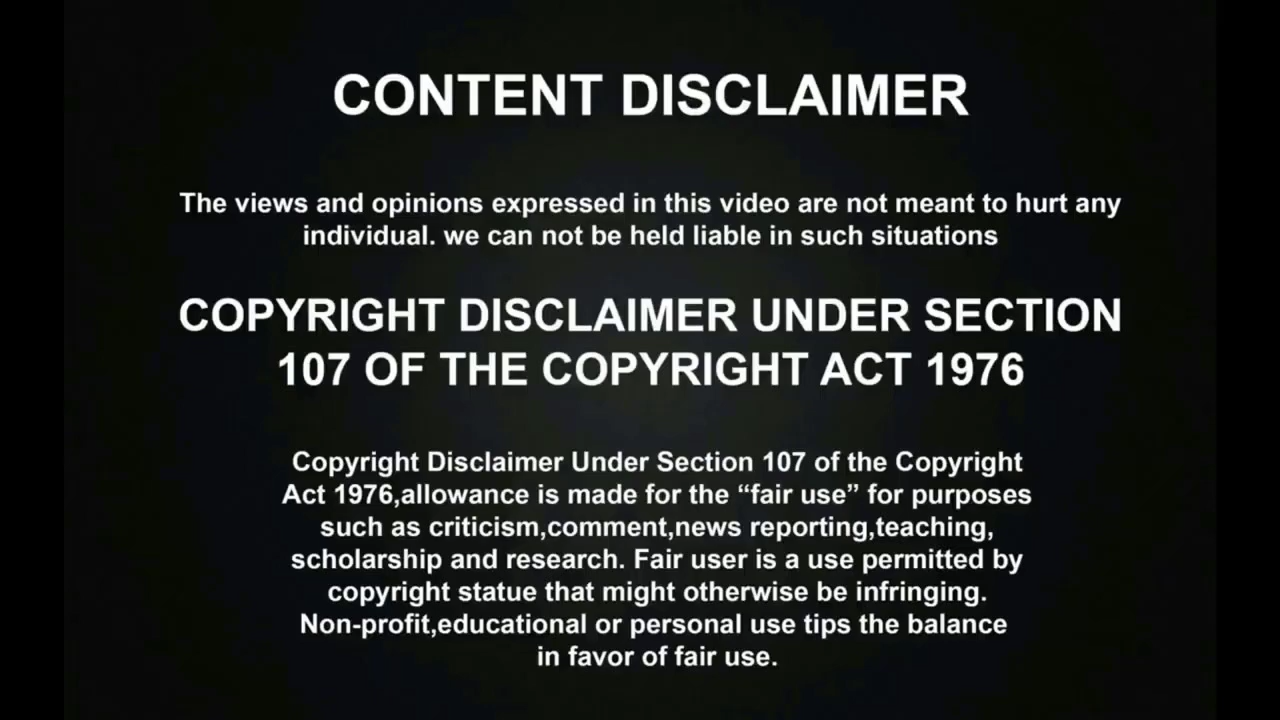 CONTENT DISCLAIMER
The views and opinions expressed in this video are not meant to hurt any
individual. we can not be held liable in such situations
COPYRIGHT DISCLAIMER UNDER SECTION
107 OF THE COPYRIGHT ACT 1976
Copyright Disclaimer Under Section 107 of the Copyright
Act 1976,allowance is made for the “fair use” for purposes
such as criticism,comment,news reporting,teaching,
scholarship and research. Fair user is a use permitted by
copyright statue that might otherwise be infringing.
Non-profit,educational or personal use tips the balance
in favor of fair use.